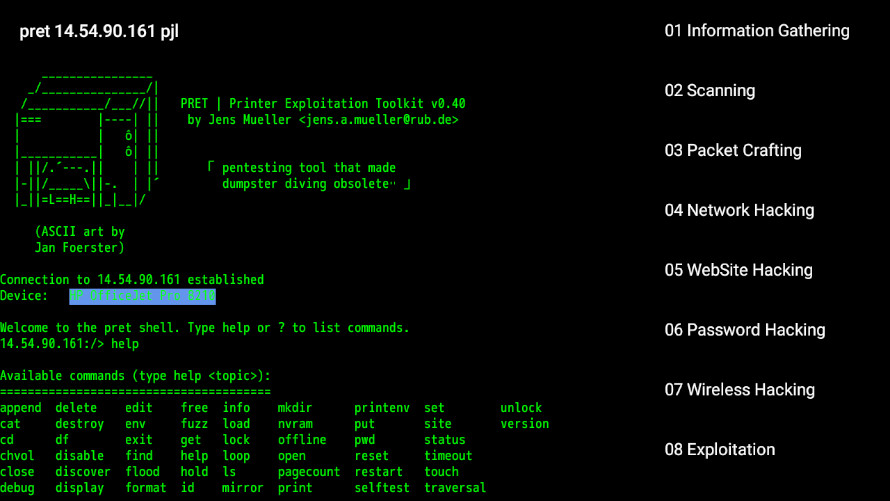 pret 14.54.90.161 pjl
PRET | Printer Exploitation Toolkit v0.40
by Jens Mueller <jens.a.mueller@rub.de>
「 pentesting tool that made
dumpster diving obsolete‥ 」
(ASCII art by
Jan Foerster)
Connection to 14.54.90.161 established
Device:
Welcome to the pret shell. Type help or ? to list commands.
14.54.90.161:/> help
Available commands (type help <topic>):
=======================================
append delete edit free info mkdir printenv set unlock
cat destroy env fuzz load nvram put site version
cd df exit get lock offline pwd status
chvol disable find help loop open reset timeout
close discover flood hold ls pagecount restart touch
debug display format id mirror print selftest traversal
01 Information Gathering
02 Scanning
03 Packet Crafting
04 Network Hacking
05 WebSite Hacking
06 Password Hacking
07 Wireless Hacking
08 Exploitation